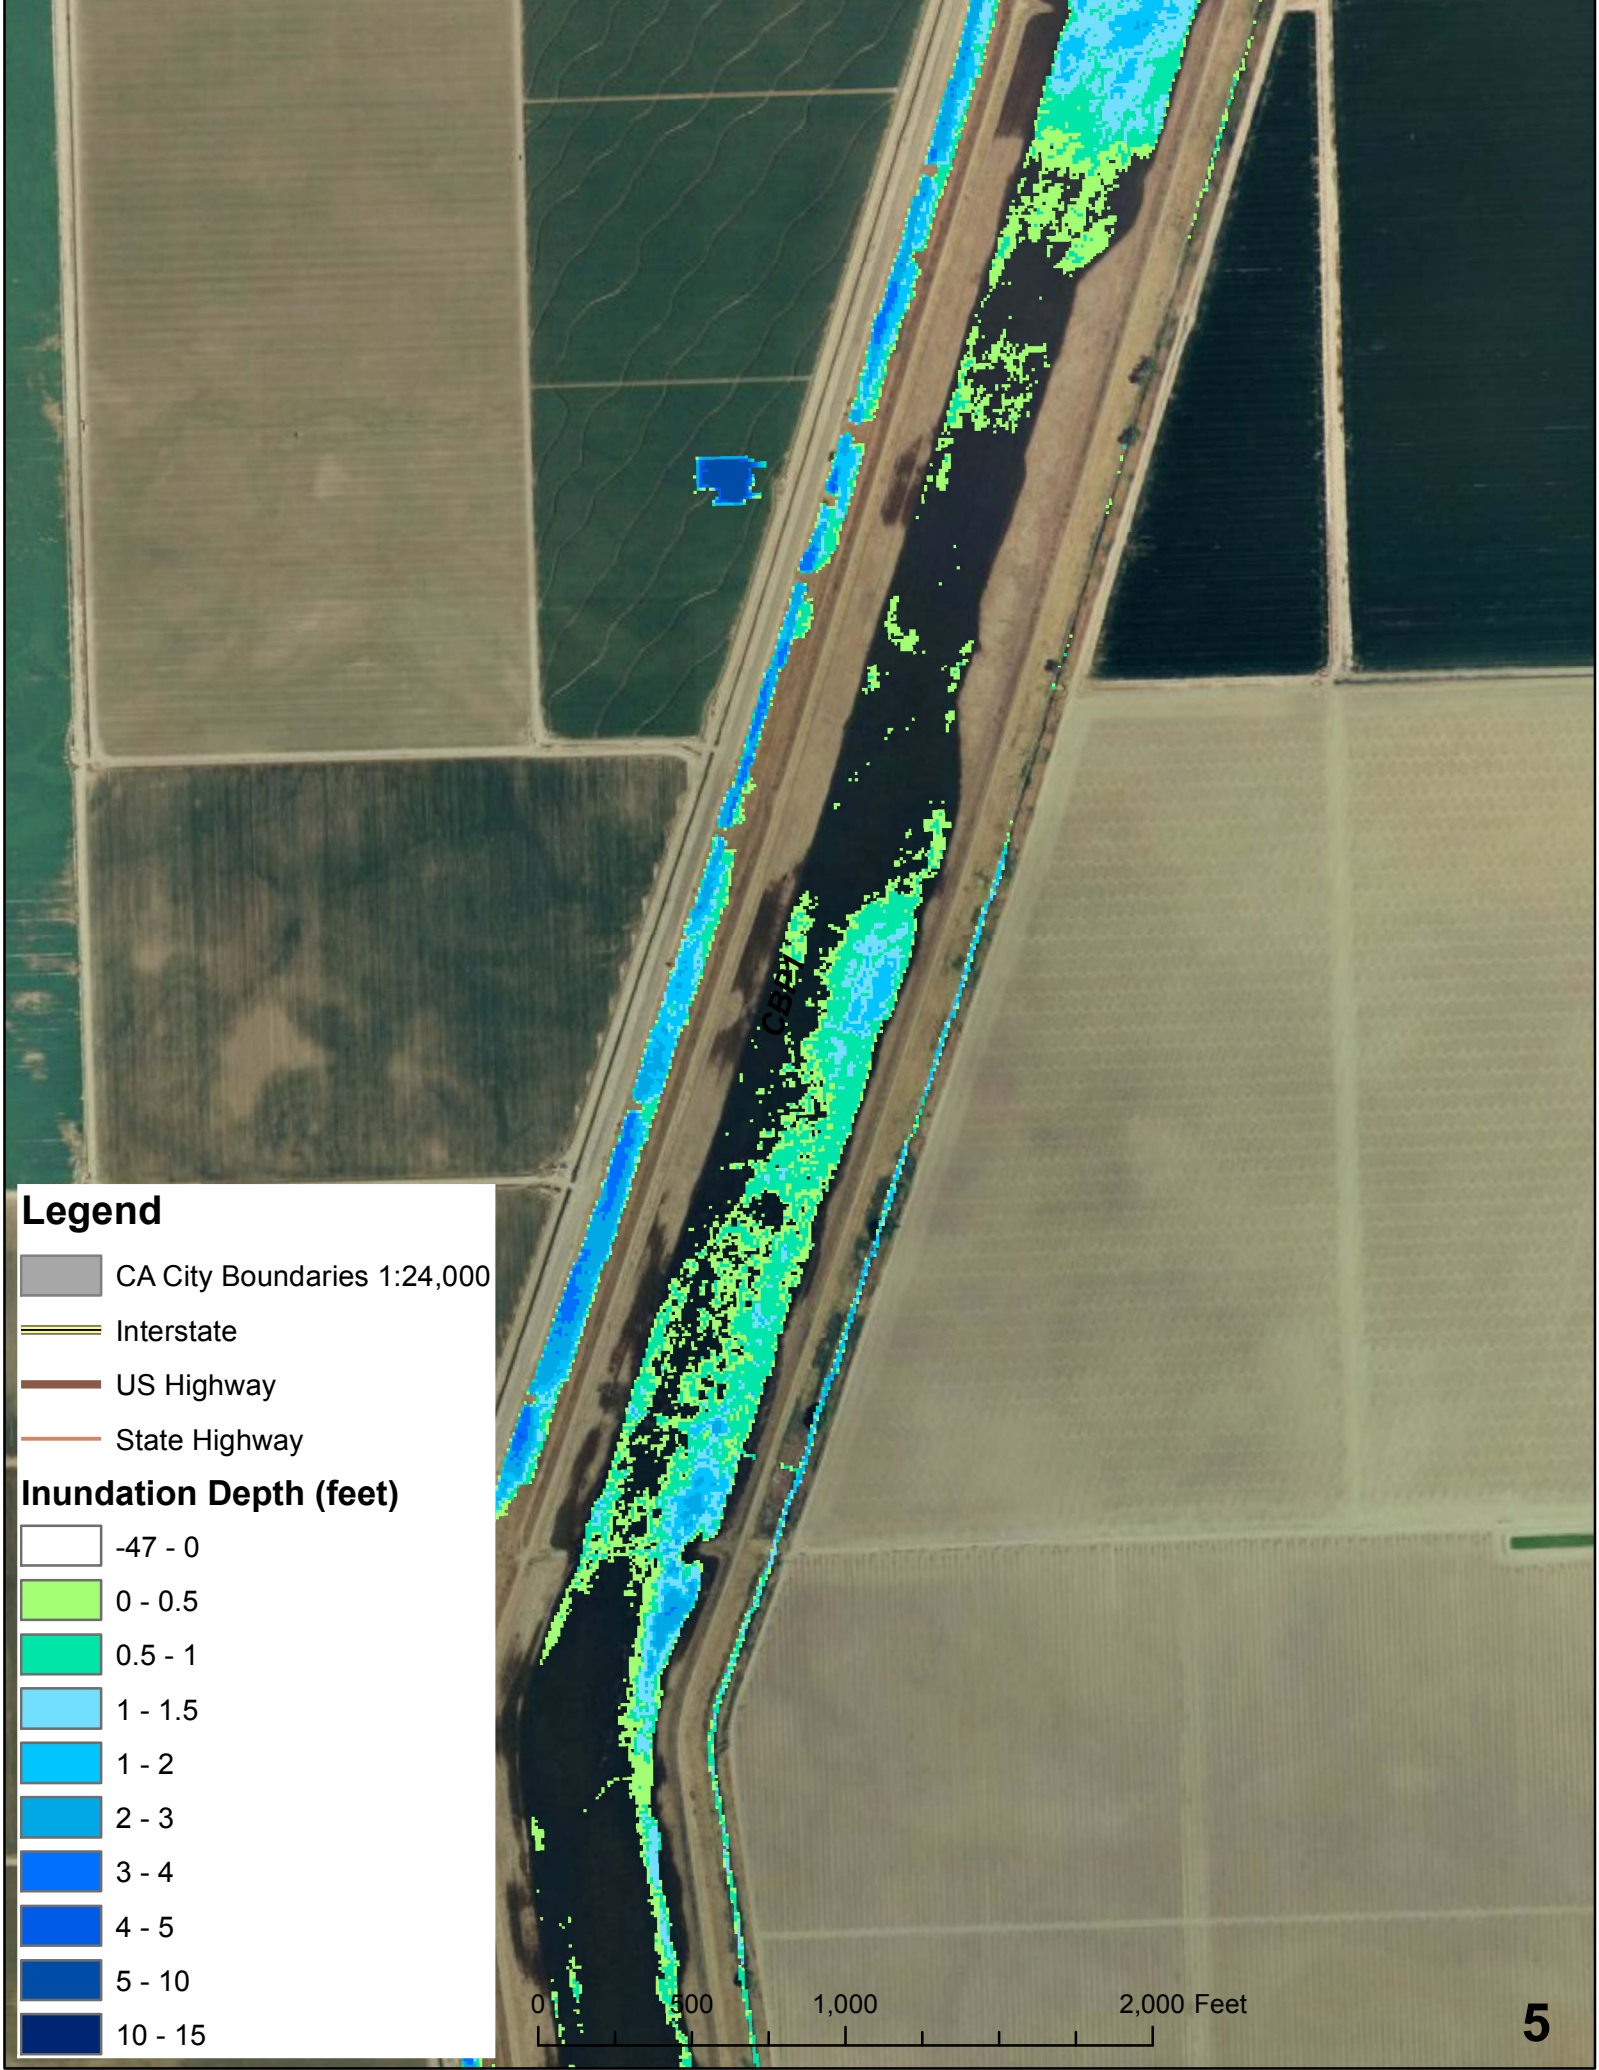 CBP1
Legend
CA City Boundaries 1:24,000
Interstate
US Highway
State Highway
Inundation Depth (feet)
-47 - 0
0 - 0.5
0.5 - 1
1 - 1.5
1 - 2
2 - 3
3 - 4
4 - 5
5 - 10
10 - 15
0 500 1,000 2,000 Feet
5